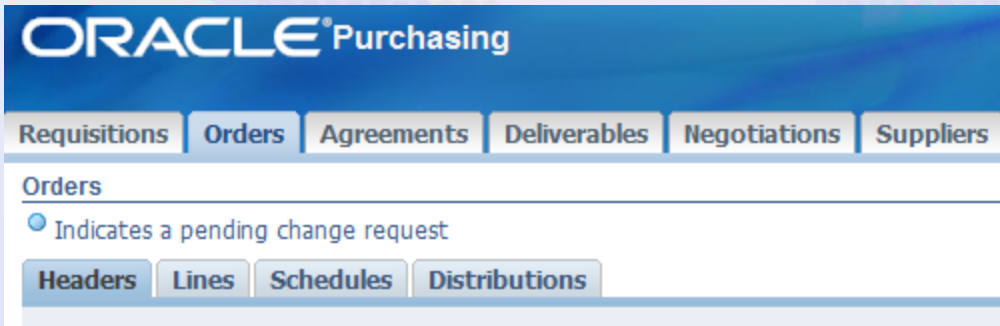 ORACLE® Purchasing
Requisitions Orders Agreements Deliverables Negotiations Suppliers
Orders
Indicates a pending change request
Headers Lines Schedules Distributions